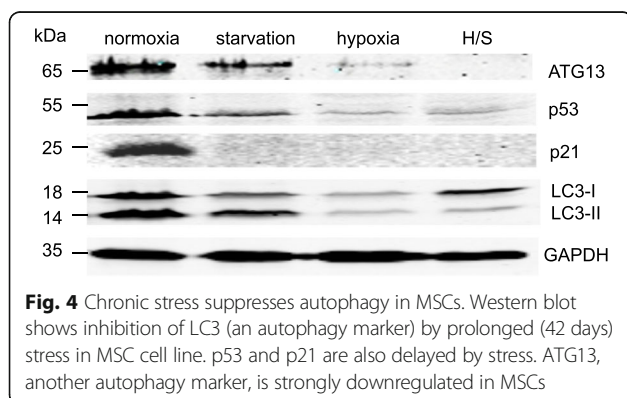 kDa normoxia starvation hypoxia H/S
65 ATG13
55 p53
25 p21
18 LC3-I
14 LC3-II
35 GAPDH
Fig. 4 Chronic stress suppresses autophagy in MSCs. Western blot
shows inhibition of LC3 (an autophagy marker) by prolonged (42 days)
stress in MSC cell line. p53 and p21 are also delayed by stress. ATG13,
another autophagy marker, is strongly downregulated in MSCs